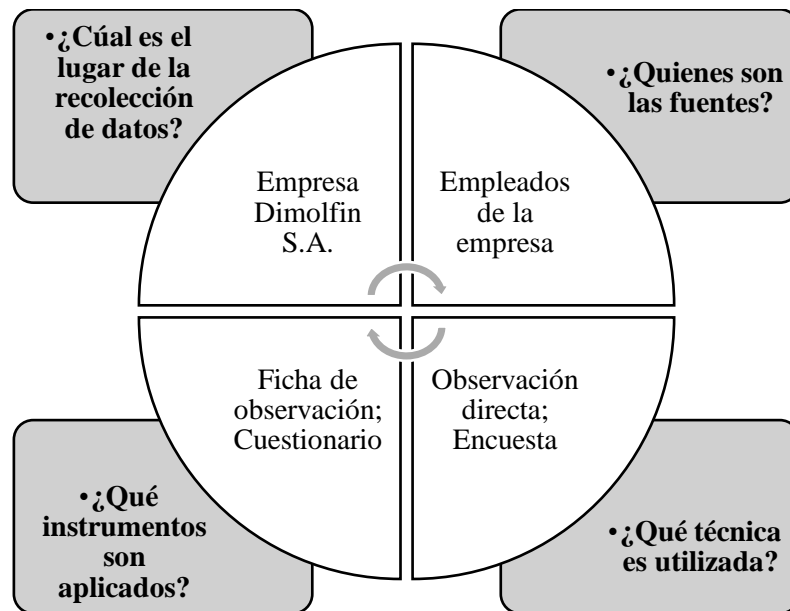 •¿Cúal es el
lugar de la
recolección
de datos?
•¿Quienes son
las fuentes?
Empresa
Dimolfin
S.A.
Empleados
de la
empresa
Ficha de
observación;
Cuestionario
Observación
directa;
Encuesta
•¿Qué
instrumentos
son
aplicados?
•¿Qué técnica
es utilizada?